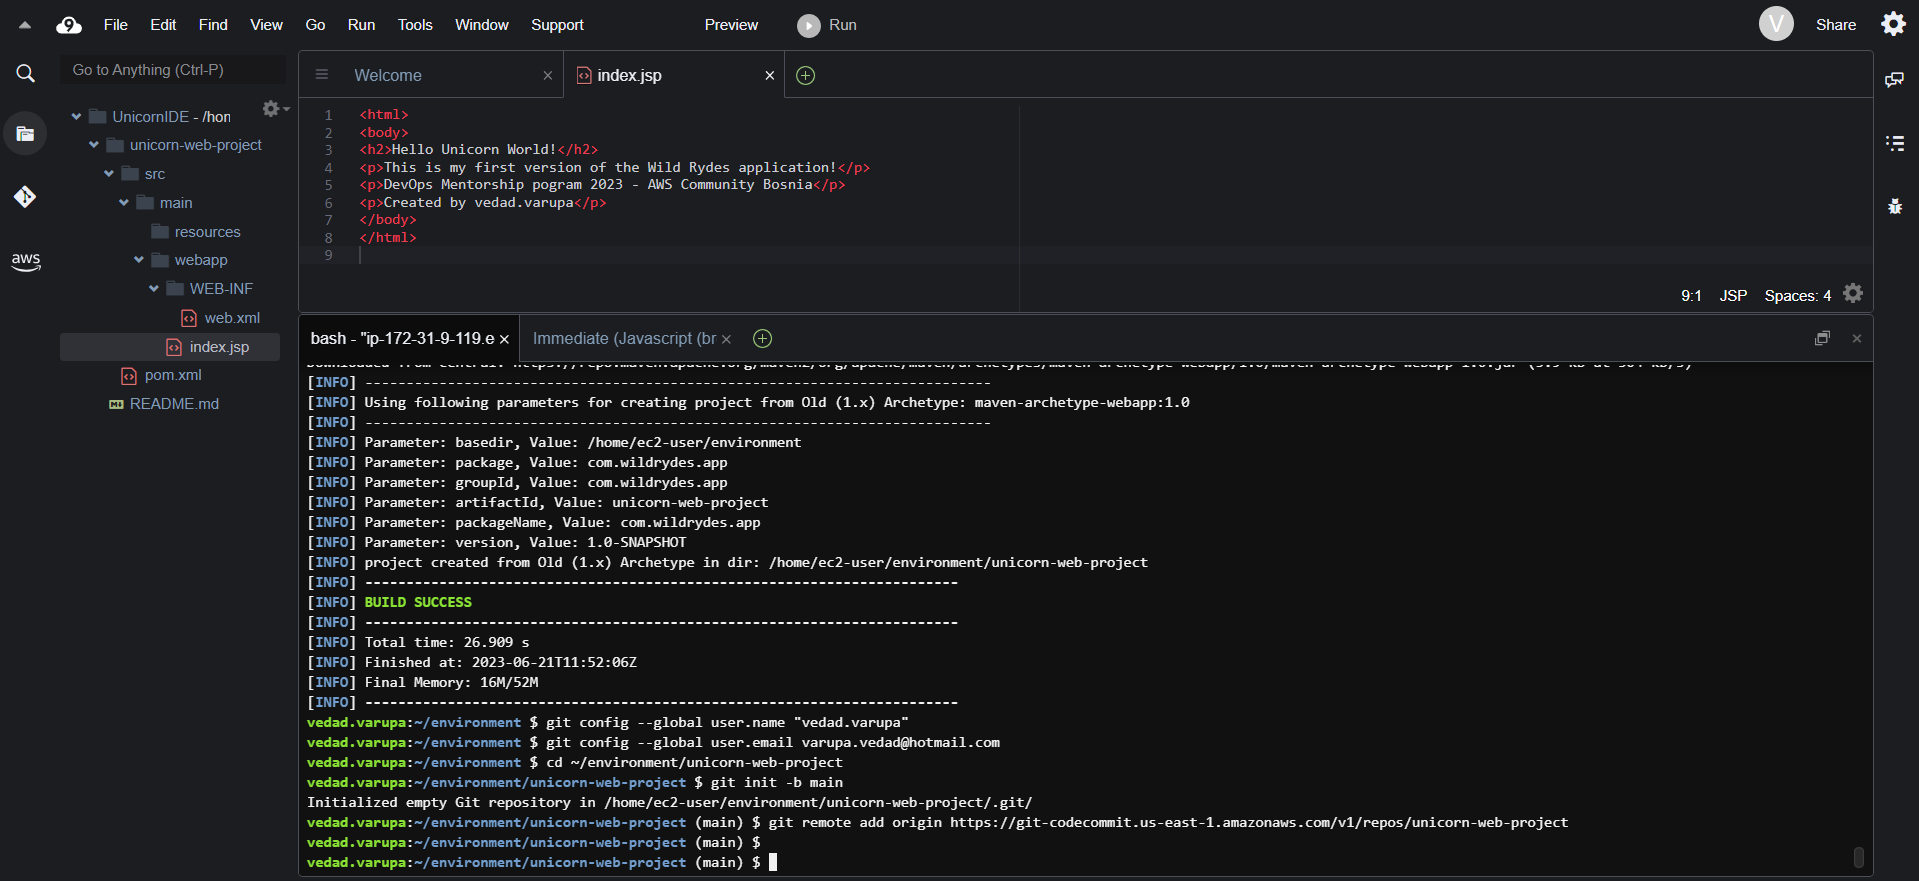 File Edit Find View Go Run Tools Window Support Preview Run V Share
Go to Anything (Ctrl-P)
UnicornIDE - /hon
unicorn-web-project
src
main
resources
webapp
WEB-INF
web.xml
index.jsp
pom.xml
README.md
aws
Welcome × index.jsp ×
1 <html>
2 <body>
3 <h2>Hello Unicorn World!</h2>
4 <p>This is my first version of the Wild Rydes application!</p>
5 <p>DevOps Mentorship pogram 2023 - AWS Community Bosnia</p>
6 <p>Created by vedad.varupa</p>
7 </body>
8 </html>
9
9:1 JSP Spaces: 4
bash - "ip-172-31-9-119.e × Immediate (Javascript (br ×
[INFO] ----------------------------------------------------------------------------
[INFO] Using following parameters for creating project from Old (1.x) Archetype: maven-archetype-webapp:1.0
[INFO] ----------------------------------------------------------------------------
[INFO] Parameter: basedir, Value: /home/ec2-user/environment
[INFO] Parameter: package, Value: com.wildrydes.app
[INFO] Parameter: groupId, Value: com.wildrydes.app
[INFO] Parameter: artifactId, Value: unicorn-web-project
[INFO] Parameter: packageName, Value: com.wildrydes.app
[INFO] Parameter: version, Value: 1.0-SNAPSHOT
[INFO] project created from Old (1.x) Archetype in dir: /home/ec2-user/environment/unicorn-web-project
[INFO] ------------------------------------------------------------------------
[INFO] BUILD SUCCESS
[INFO] ------------------------------------------------------------------------
[INFO] Total time: 26.909 s
[INFO] Finished at: 2023-06-21T11:52:06Z
[INFO] Final Memory: 16M/52M
[INFO] ------------------------------------------------------------------------
vedad.varupa:~/environment $ git config --global user.name "vedad.varupa"
vedad.varupa:~/environment $ git config --global user.email varupa.vedad@hotmail.com
vedad.varupa:~/environment $ cd ~/environment/unicorn-web-project
vedad.varupa:~/environment/unicorn-web-project $ git init -b main
Initialized empty Git repository in /home/ec2-user/environment/unicorn-web-project/.git/
vedad.varupa:~/environment/unicorn-web-project (main) $ git remote add origin https://git-codecommit.us-east-1.amazonaws.com/v1/repos/unicorn-web-project
vedad.varupa:~/environment/unicorn-web-project (main) $
vedad.varupa:~/environment/unicorn-web-project (main) $